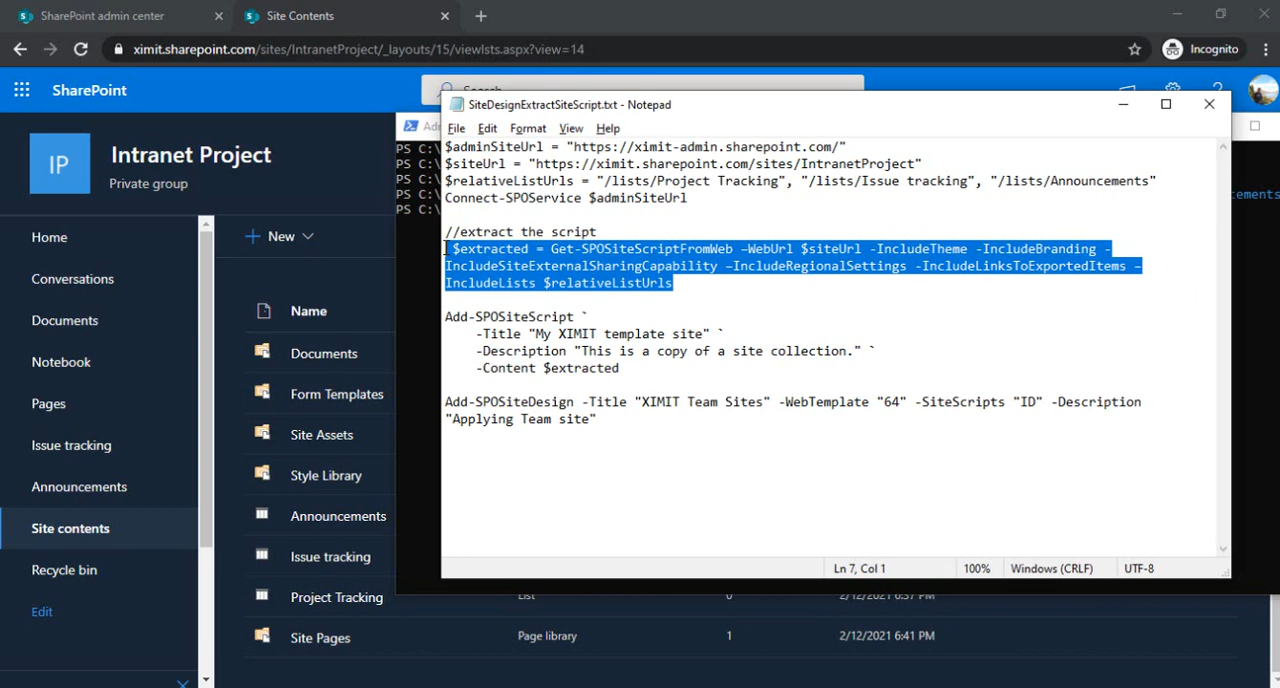 SharePoint admin center
Site Contents
ximit.sharepoint.com/sites/IntranetProject/_layouts/15/viewlsts.aspx?view=14
Incognito
SharePoint
IP
Intranet Project
Private group
Home
Conversations
Documents
Notebook
Pages
Issue tracking
Announcements
Site contents
Recycle bin
Edit
New
Name
Documents
Form Templates
Site Assets
Style Library
Announcements
Issue tracking
Project Tracking
Site Pages
Page library 1 2/12/2021 6:41 PM
PS C:\
PS C:\
PS C:\
PS C:\
PS C:\
SiteDesignExtractSiteScript.txt - Notepad
File Edit Format View Help
$adminSiteUrl = "https://ximit-admin.sharepoint.com/"
$siteUrl = "https://ximit.sharepoint.com/sites/IntranetProject"
$relativeListUrls = "/lists/Project Tracking", "/lists/Issue tracking", "/lists/Announcements"
Connect-SPOService $adminSiteUrl
//extract the script
$extracted = Get-SPOSiteScriptFromWeb –WebUrl $siteUrl -IncludeTheme -IncludeBranding -
IncludeSiteExternalSharingCapability –IncludeRegionalSettings -IncludeLinksToExportedItems –
IncludeLists $relativeListUrls
Add-SPOSiteScript `
-Title "My XIMIT template site" `
-Description "This is a copy of a site collection." `
-Content $extracted
Add-SPOSiteDesign -Title "XIMIT Team Sites" -WebTemplate "64" -SiteScripts "ID" -Description
"Applying Team site"
Ln 7, Col 1 100% Windows (CRLF) UTF-8